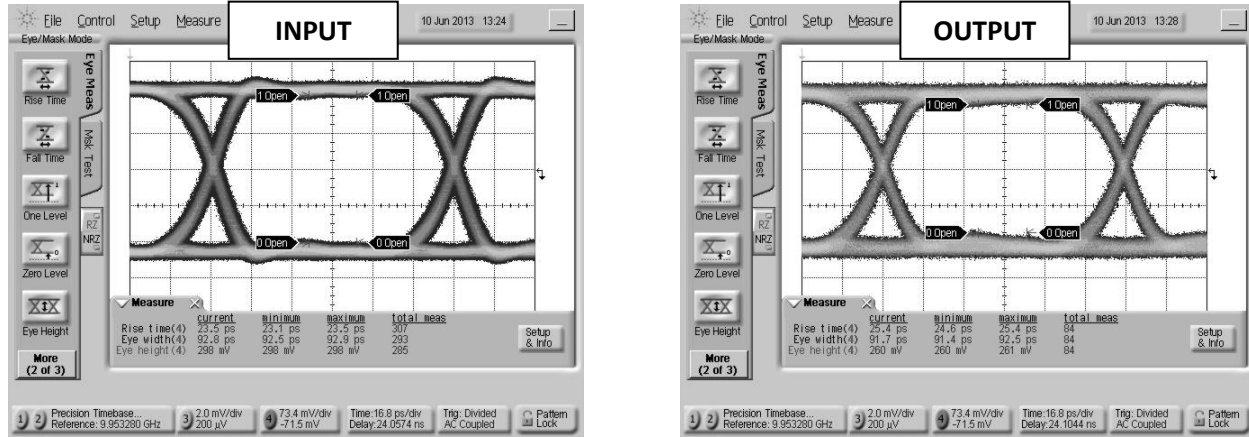 INPUT
File Control Setup Measure
10 Jun 2013 13:24
Eye/Mask Mode
Eye Meas
Msk Test
RZ
NRZ
Rise Time
Fall Time
One Level
Zero Level
Eye Height
More
(2 of 3)
1 Open 1 Open
0 Open 0 Open
Measure
current minimum maximum total meas
Rise time(4) 23.5 ps 23.1 ps 23.5 ps 307
Eye width(4) 92.8 ps 92.5 ps 92.9 ps 293
Eye height(4) 298 mV 298 mV 298 mV 285
Setup
& Info
1 2 Precision Timebase...
Reference: 9.953280 GHz
3 2.0 mV/div
200 µV
4 73.4 mV/div
-71.5 mV
Time:16.8 ps/div
Delay:24.0574 ns
Trig: Divided
AC Coupled
Pattern
Lock
OUTPUT
File Control Setup Measure
10 Jun 2013 13:28
Eye/Mask Mode
Eye Meas
Msk Test
RZ
NRZ
Rise Time
Fall Time
One Level
Zero Level
Eye Height
More
(2 of 3)
1 Open 1 Open
0 Open 0 Open
Measure
current minimum maximum total meas
Rise time(4) 25.4 ps 24.6 ps 25.4 ps 84
Eye width(4) 91.7 ps 91.4 ps 92.5 ps 84
Eye height(4) 260 mV 260 mV 261 mV 84
Setup
& Info
1 2 Precision Timebase...
Reference: 9.953280 GHz
3 2.0 mV/div
200 µV
4 73.4 mV/div
-71.5 mV
Time:16.8 ps/div
Delay:24.1044 ns
Trig: Divided
AC Coupled
Pattern
Lock